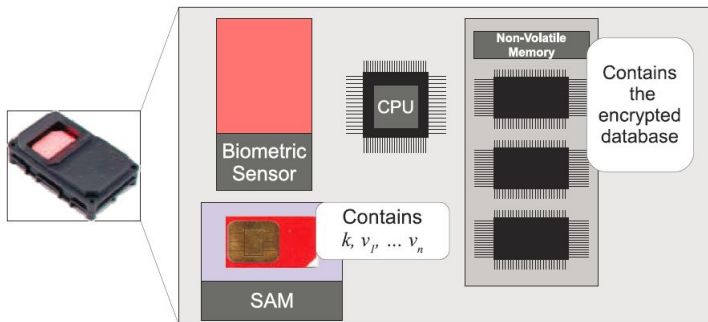 Non-Volatile
Memory
Contains
the
encrypted
database
CPU
Biometric
Sensor
Contains
k, v₁, ... vₙ
SAM